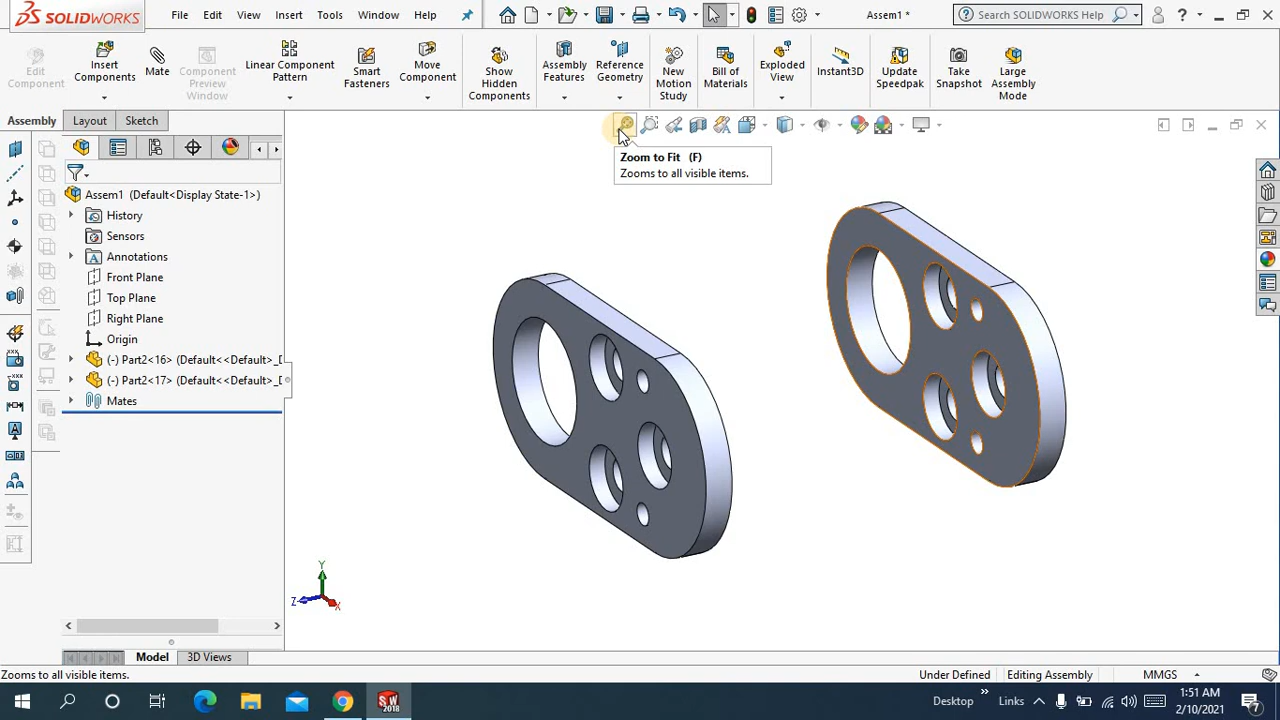 SOLIDWORKS
File
Edit
View
Insert
Tools
Window
Help
Assem1 *
Search SOLIDWORKS Help
?
Edit
Component
Insert
Components
Mate
Component
Preview
Window
Linear Component
Pattern
Smart
Fasteners
Move
Component
Show
Hidden
Components
Assembly
Features
Reference
Geometry
New
Motion
Study
Bill of
Materials
Exploded
View
Instant3D
Update
Speedpak
Take
Snapshot
Large
Assembly
Mode
Assembly
Layout
Sketch
Zoom to Fit (F)
Zooms to all visible items.
Assem1 (Default<Display State-1>)
History
Sensors
Annotations
Front Plane
Top Plane
Right Plane
Origin
(-) Part2<16> (Default<<Default>_D
(-) Part2<17> (Default<<Default>_D
Mates
Y
Z
X
Model
3D Views
Zooms to all visible items.
Under Defined
Editing Assembly
MMGS
SW
2018
Desktop
Links
1:51 AM
2/10/2021
7